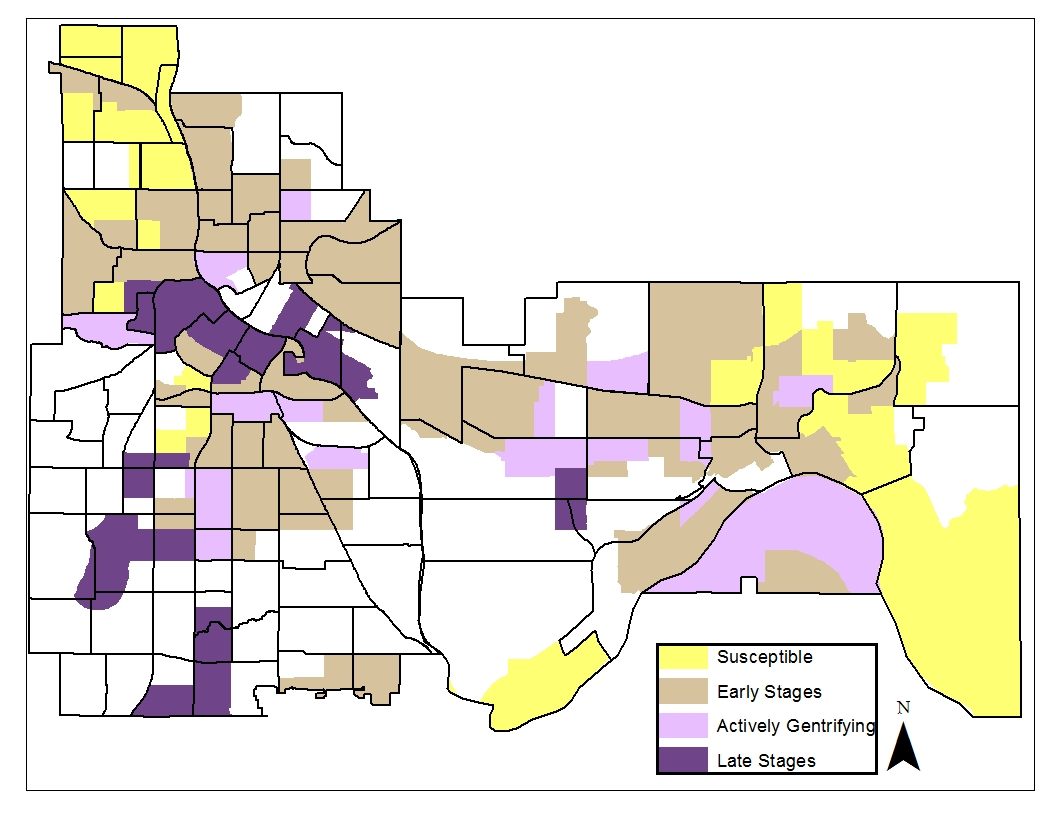 Susceptible
Early Stages
Actively Gentrifying
Late Stages
N